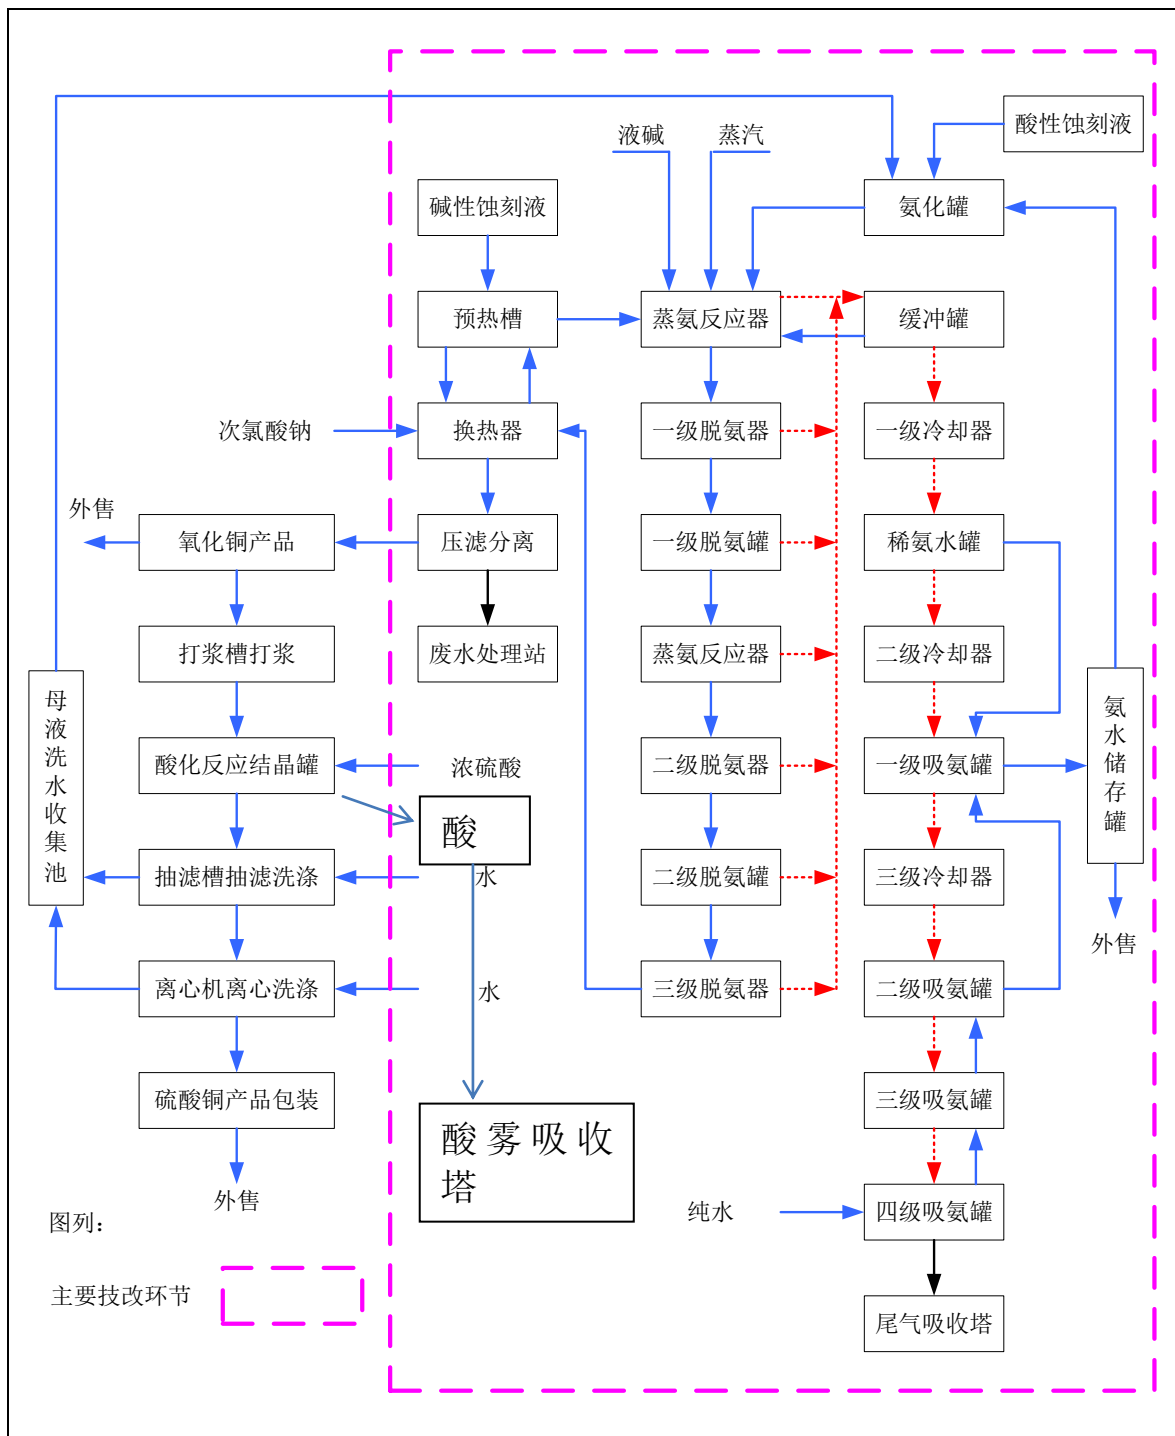 酸性蚀刻液
液碱
蒸汽
碱性蚀刻液
氨化罐
预热槽
蒸氨反应器
缓冲罐
次氯酸钠
换热器
一级脱氨器
一级冷却器
外售
氧化铜产品
压滤分离
一级脱氨罐
稀氨水罐
打浆槽打浆
废水处理站
蒸氨反应器
二级冷却器
母液洗水收集池
酸化反应结晶罐
浓硫酸
二级脱氨器
一级吸氨罐
氨水储存罐
酸
抽滤槽抽滤洗涤
水
二级脱氨罐
三级冷却器
外售
离心机离心洗涤
水
三级脱氨器
二级吸氨罐
硫酸铜产品包装
三级吸氨罐
酸雾吸收
塔
外售
图列：
纯水
四级吸氨罐
主要技改环节
尾气吸收塔